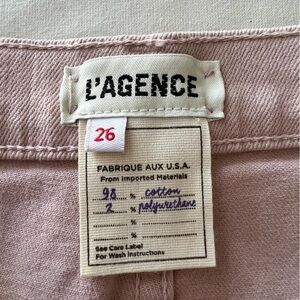 L'AGENCE
26
FABRIQUE AUX U.S.A.
From Imported Materials
98 % cotton
2 % polyurethane
%
%
See Care Label
For Wash Instructions